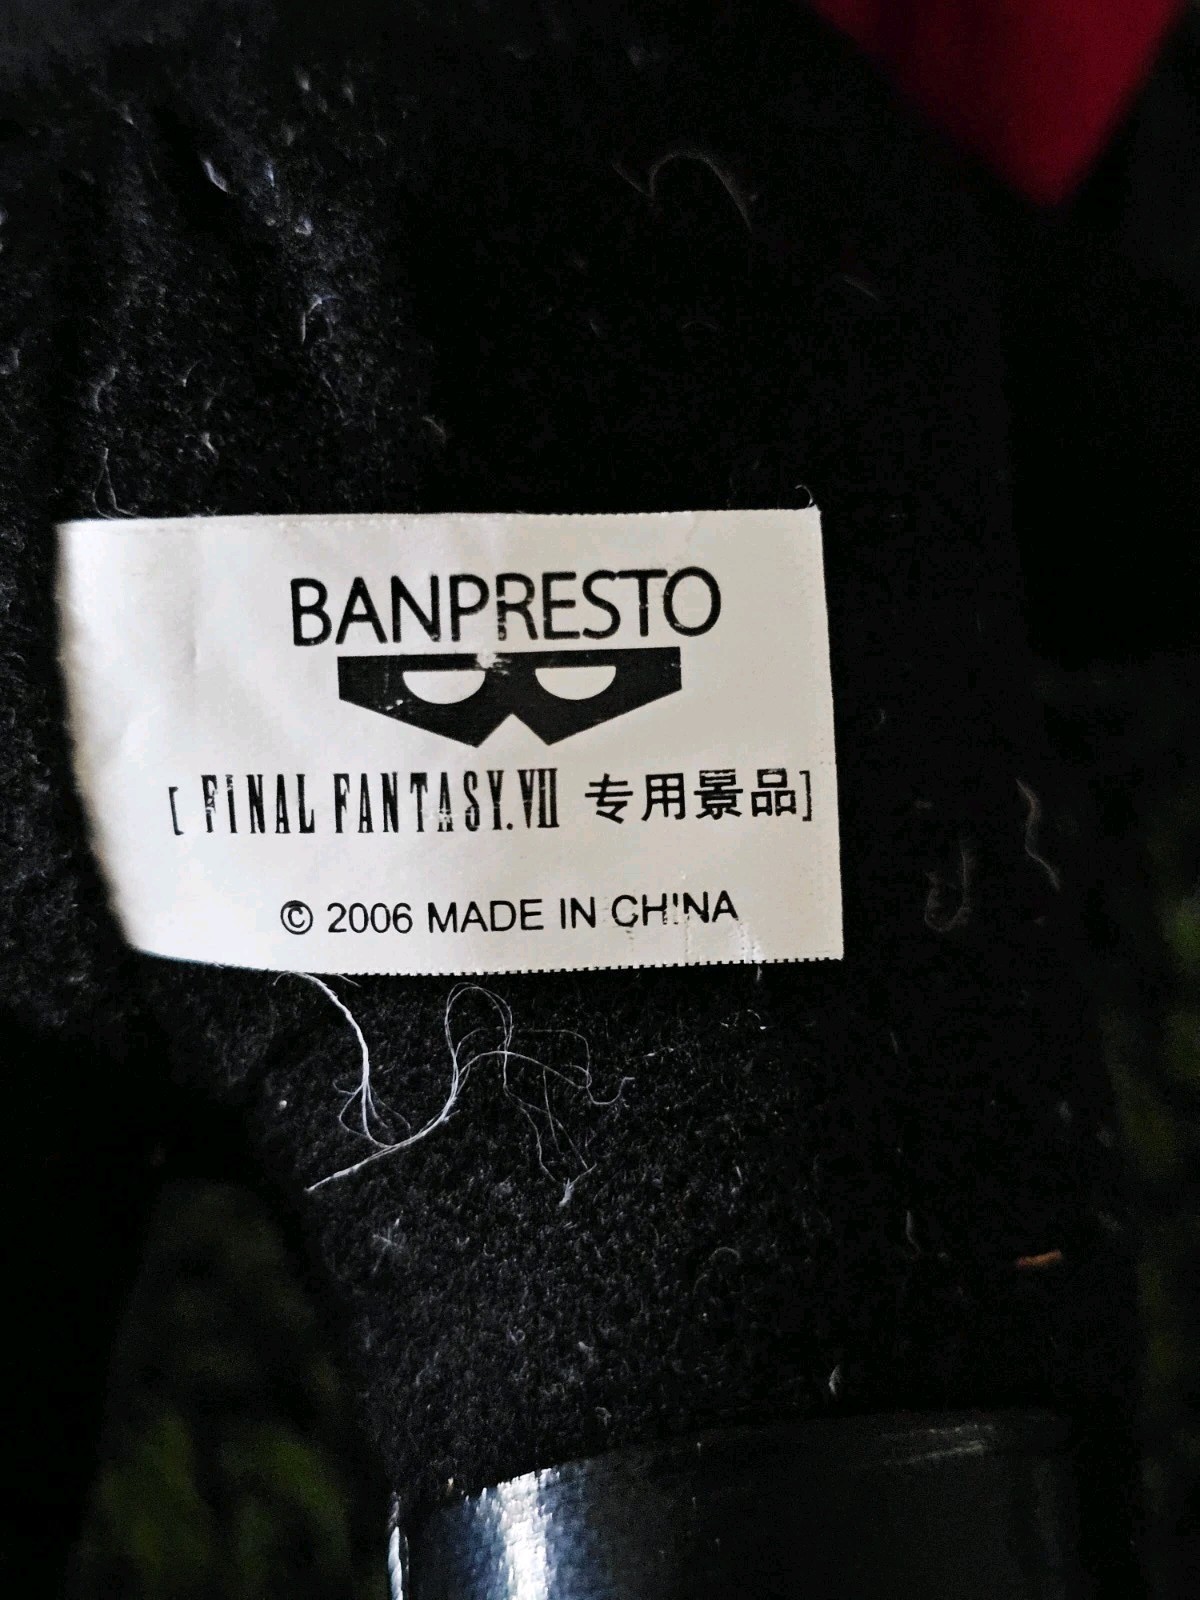 BANPRESTO
[ FINAL FANTASY.VII 专用景品]
© 2006 MADE IN CHINA